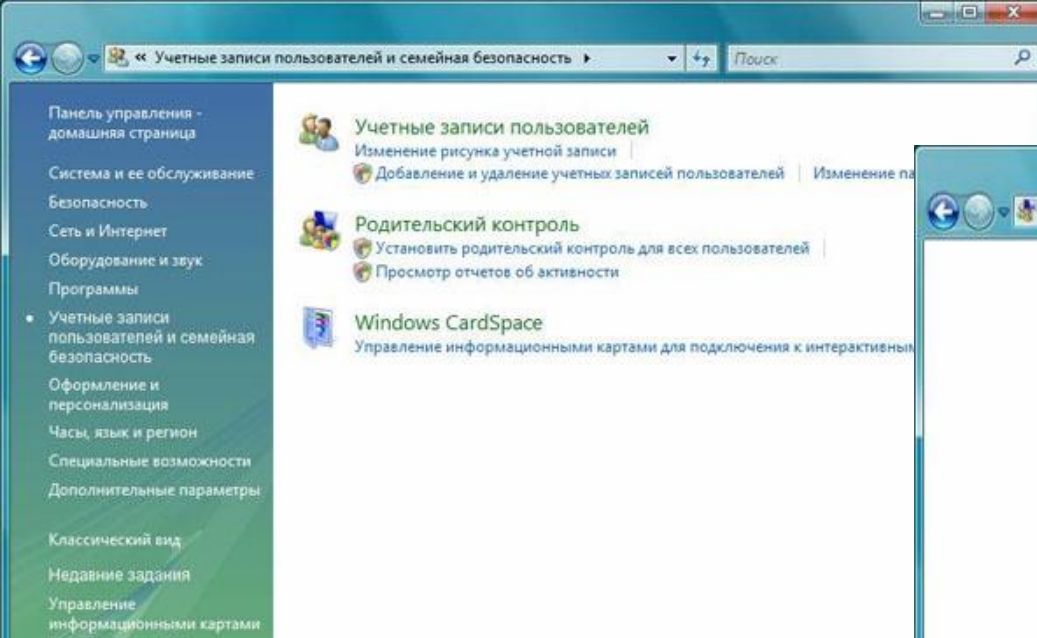 « Учетные записи пользователей и семейная безопасность
Поиск
Панель управления -
домашняя страница
Система и ее обслуживание
Безопасность
Сеть и Интернет
Оборудование и звук
Программы
Учетные записи
пользователей и семейная
безопасность
Оформление и
персонализация
Часы, язык и регион
Специальные возможности
Дополнительные параметры
Классический вид
Недавние задания
Управление
информационными картами
Учетные записи пользователей
Изменение рисунка учетной записи
Добавление и удаление учетных записей пользователей Изменение па
Родительский контроль
Установить родительский контроль для всех пользователей
Просмотр отчетов об активности
Windows CardSpace
Управление информационными картами для подключения к интерактивным